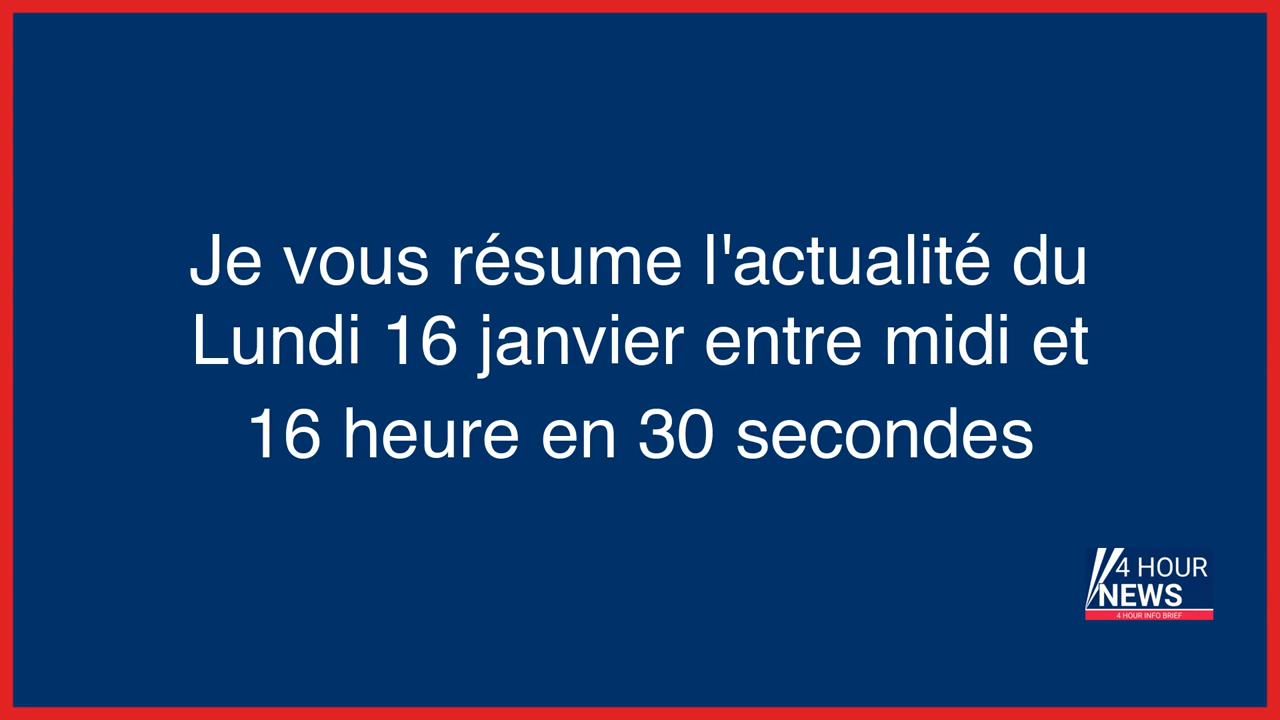 Je vous résume l'actualité du
Lundi 16 janvier entre midi et
16 heure en 30 secondes
4 HOUR
NEWS
4 HOUR INFO BRIEF